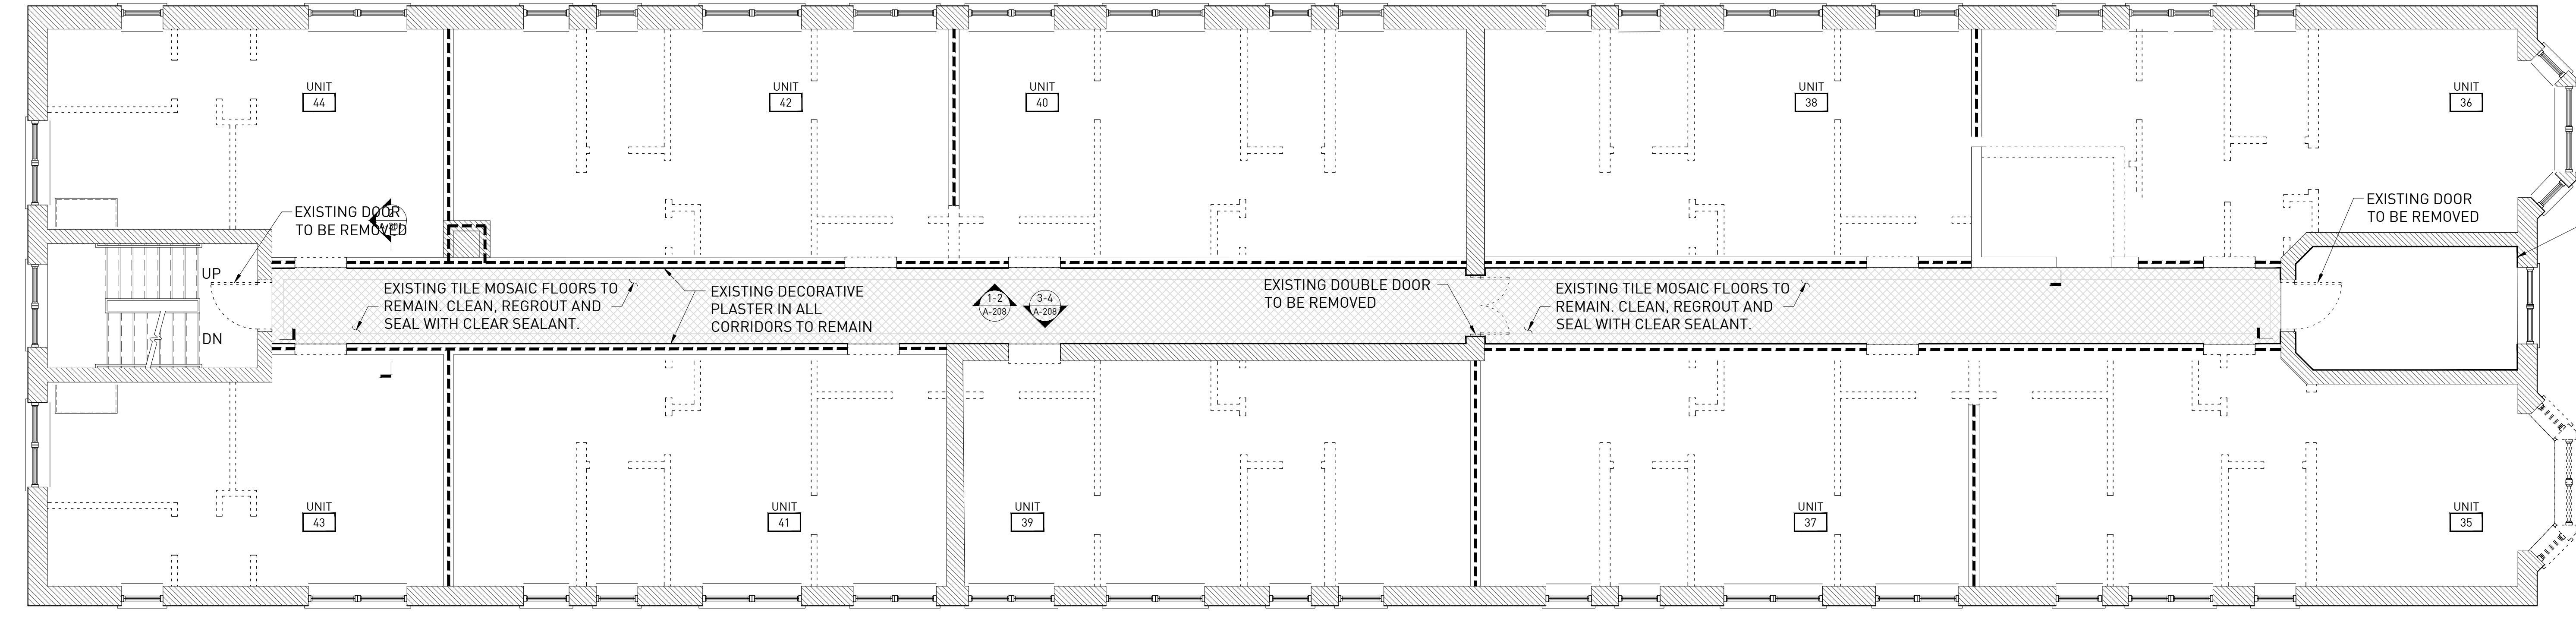 UNIT
44
UNIT
42
UNIT
40
UNIT
38
UNIT
36
EXISTING DOOR
TO BE REMOVED
EXISTING DOOR
TO BE REMOVED
UP
DN
EXISTING TILE MOSAIC FLOORS TO
REMAIN. CLEAN, REGROUT AND
SEAL WITH CLEAR SEALANT.
EXISTING DECORATIVE
PLASTER IN ALL
CORRIDORS TO REMAIN
1-2
A-208
3-4
A-208
EXISTING DOUBLE DOOR
TO BE REMOVED
EXISTING TILE MOSAIC FLOORS TO
REMAIN. CLEAN, REGROUT AND
SEAL WITH CLEAR SEALANT.
UNIT
43
UNIT
41
UNIT
39
UNIT
37
UNIT
35